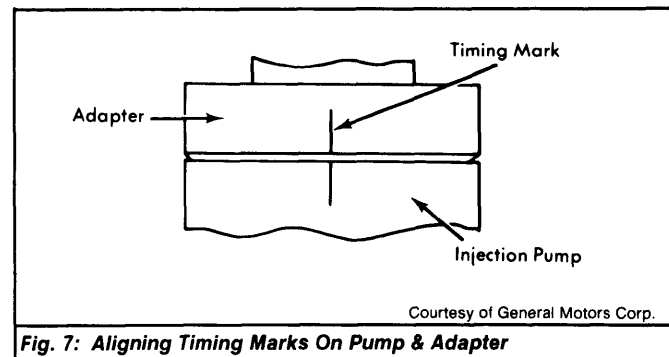 Timing Mark
Adapter
Injection Pump
Courtesy of General Motors Corp.
Fig. 7: Aligning Timing Marks On Pump & Adapter